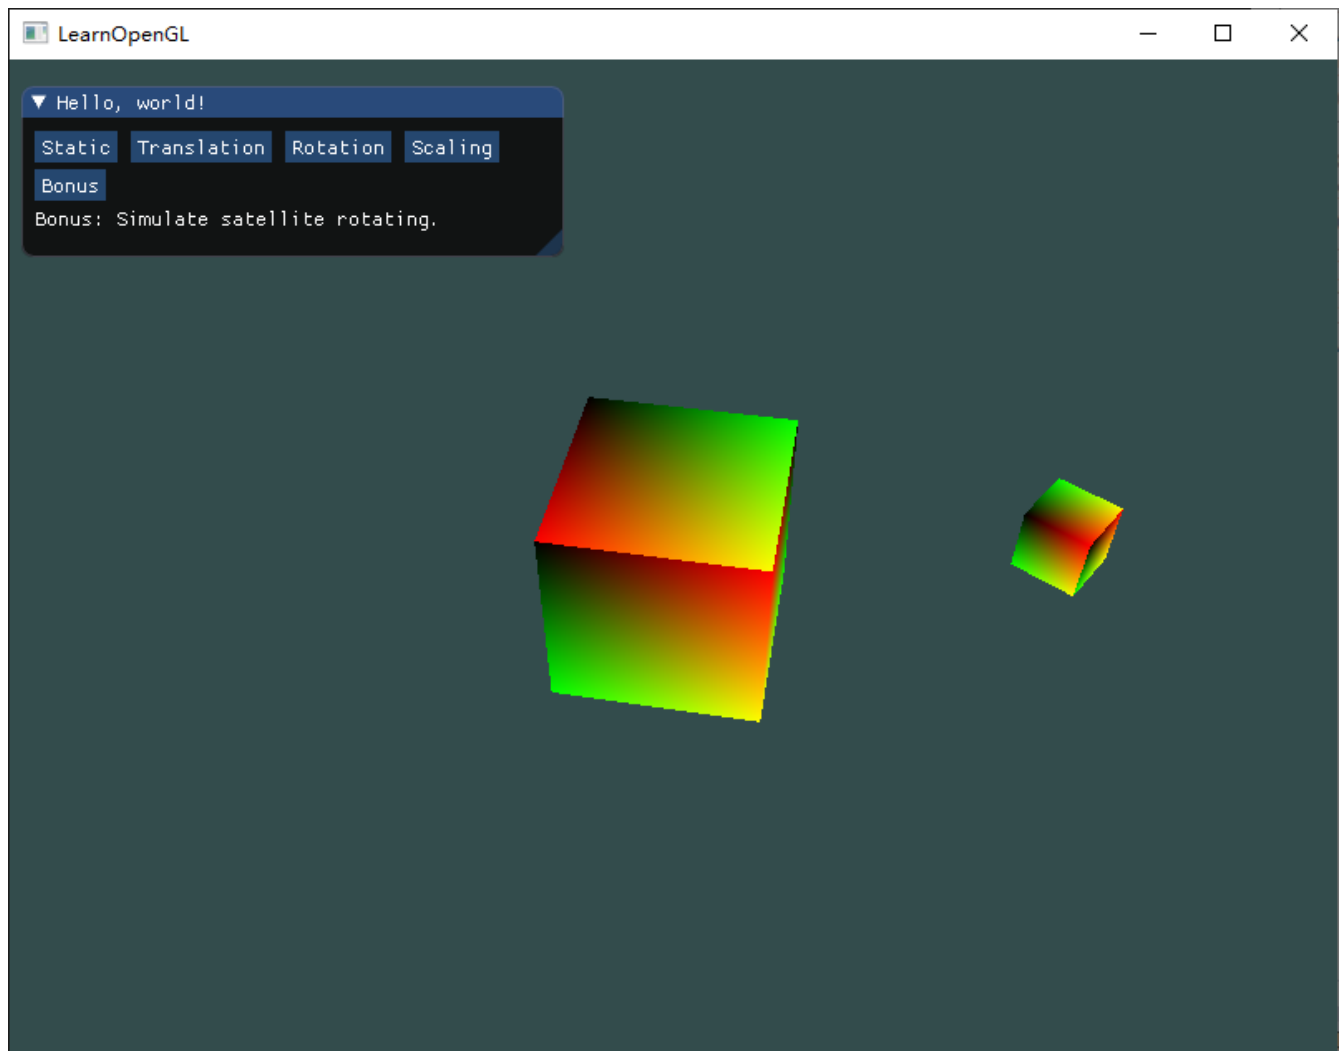 LearnOpenGL
Hello, world!
Static Translation Rotation Scaling
Bonus
Bonus: Simulate satellite rotating.